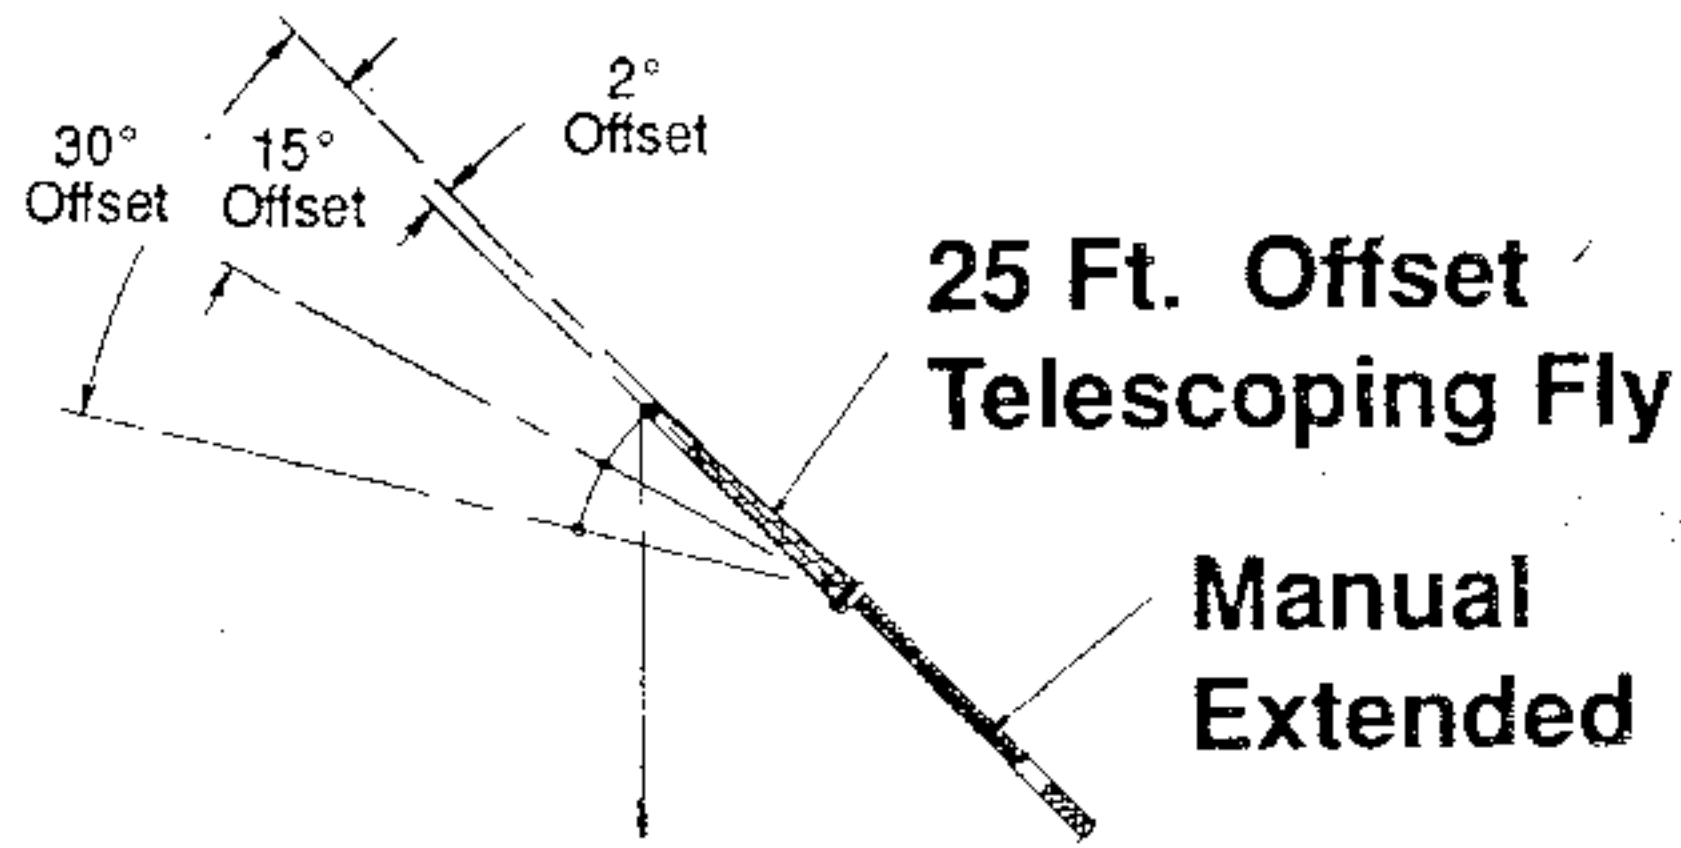 2°
Offset
30°
Offset
15°
Offset
25 Ft. Offset
Telescoping Fly
Manual
Extended